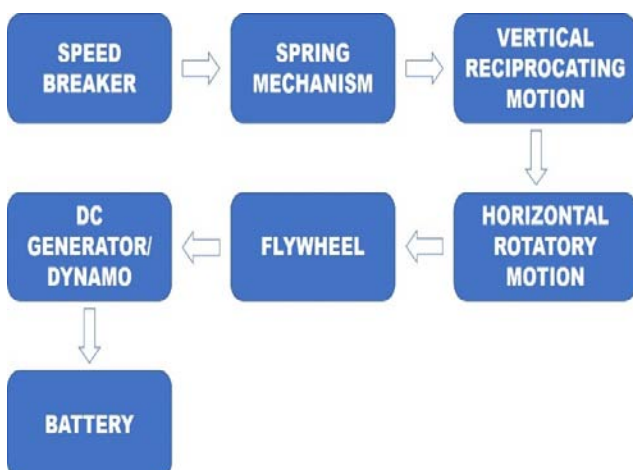 SPEED
BREAKER
SPRING
MECHANISM
VERTICAL
RECIPROCATING
MOTION
HORIZONTAL
ROTATORY
MOTION
FLYWHEEL
DC
GENERATOR/
DYNAMO
BATTERY